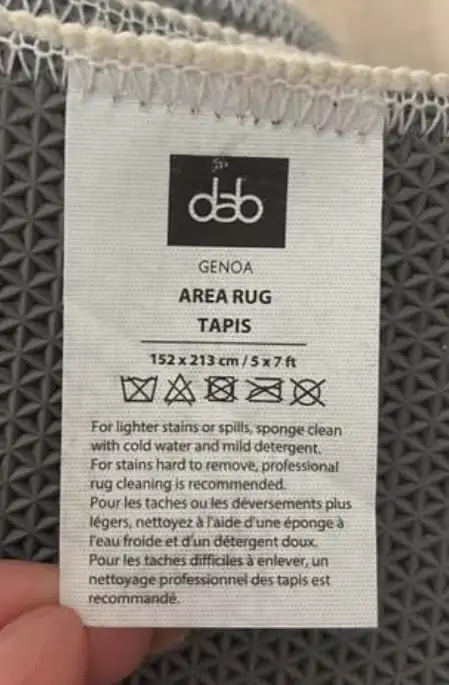 dab
GENOA
AREA RUG
TAPIS
152 x 213 cm / 5 x 7 ft
For lighter stains or spills, sponge clean
with cold water and mild detergent.
For stains hard to remove, professional
rug cleaning is recommended.
Pour les taches ou les déversements plus
légers, nettoyez à l'aide d'une éponge à
l'eau froide et d'un détergent doux.
Pour les taches difficiles à enlever, un
nettoyage professionnel des tapis est
recommandé.